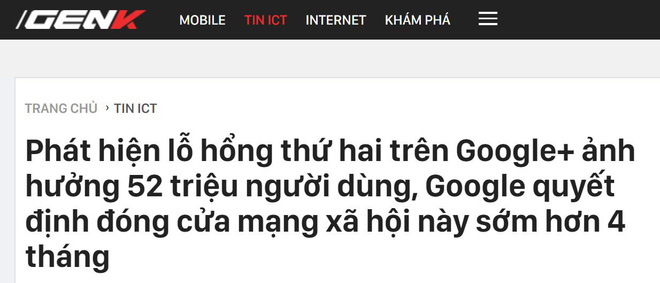 GENK MOBILE TIN ICT INTERNET KHÁM PHÁ
TRANG CHỦ › TIN ICT
Phát hiện lỗ hổng thứ hai trên Google+ ảnh
hưởng 52 triệu người dùng, Google quyết
định đóng cửa mạng xã hội này sớm hơn 4
tháng